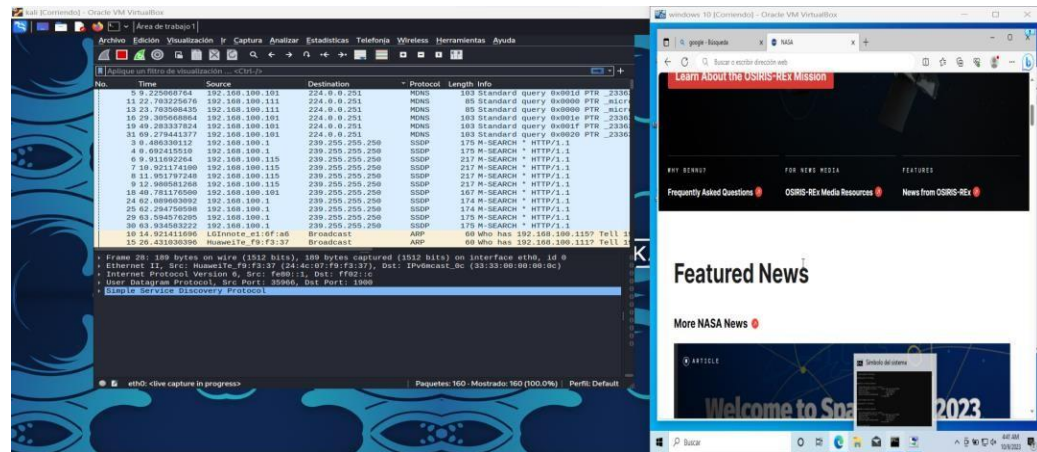 kali [Corriendo] - Oracle VM VirtualBox
Área de trabajo 1
Archivo Edición Visualización Ir Captura Analizar Estadísticas Telefonía Wireless Herramientas Ayuda
Aplique un filtro de visualización ... <Ctrl-/>
No. Time Source Destination Protocol Length Info
5 9.225068764 192.168.100.101 224.0.0.251 MDNS 103 Standard query 0x001d PTR _2336
11 22.703225676 192.168.100.111 224.0.0.251 MDNS 85 Standard query 0x0000 PTR _micr
13 23.703508435 192.168.100.111 224.0.0.251 MDNS 85 Standard query 0x0000 PTR _micr
16 29.305668864 192.168.100.101 224.0.0.251 MDNS 103 Standard query 0x001e PTR _2336
19 49.283337824 192.168.100.101 224.0.0.251 MDNS 103 Standard query 0x001f PTR _2336
31 69.279441377 192.168.100.101 224.0.0.251 MDNS 103 Standard query 0x0020 PTR _2336
3 0.486330112 192.168.100.1 239.255.255.250 SSDP 175 M-SEARCH * HTTP/1.1
4 0.692415510 192.168.100.1 239.255.255.250 SSDP 175 M-SEARCH * HTTP/1.1
6 9.911692264 192.168.100.115 239.255.255.250 SSDP 217 M-SEARCH * HTTP/1.1
7 10.921174100 192.168.100.115 239.255.255.250 SSDP 217 M-SEARCH * HTTP/1.1
8 11.951797240 192.168.100.115 239.255.255.250 SSDP 217 M-SEARCH * HTTP/1.1
9 12.980581268 192.168.100.115 239.255.255.250 SSDP 217 M-SEARCH * HTTP/1.1
18 40.781176500 192.168.100.101 239.255.255.250 SSDP 167 M-SEARCH * HTTP/1.1
24 62.089603092 192.168.100.1 239.255.255.250 SSDP 174 M-SEARCH * HTTP/1.1
25 62.294750598 192.168.100.1 239.255.255.250 SSDP 174 M-SEARCH * HTTP/1.1
29 63.594576205 192.168.100.1 239.255.255.250 SSDP 175 M-SEARCH * HTTP/1.1
30 63.934583222 192.168.100.1 239.255.255.250 SSDP 175 M-SEARCH * HTTP/1.1
10 14.921411696 LGInnote_e1:6f:a6 Broadcast ARP 60 Who has 192.168.100.115? Tell 1
15 26.431030396 HuaweiTe_f9:f3:37 Broadcast ARP 60 Who has 192.168.100.111? Tell 1
Frame 28: 189 bytes on wire (1512 bits), 189 bytes captured (1512 bits) on interface eth0, id 0
Ethernet II, Src: HuaweiTe_f9:f3:37 (24:4c:07:f9:f3:37), Dst: IPv6mcast_0c (33:33:00:00:00:0c)
Internet Protocol Version 6, Src: fe80::1, Dst: ff02::c
User Datagram Protocol, Src Port: 35966, Dst Port: 1900
Simple Service Discovery Protocol
eth0: <live capture in progress>
Paquetes: 160 · Mostrado: 160 (100.0%)
Perfil: Default
K
windows 10 [Corriendo] - Oracle VM VirtualBox
google - Búsqueda
NASA
Buscar o escribir dirección web
Learn About the OSIRIS-REx Mission
WHY BENNU?
FOR NEWS MEDIA
FEATURES
Frequently Asked Questions
OSIRIS-REx Media Resources
News from OSIRIS-REx
Featured News
More NASA News
ARTICLE
Símbolo del sistema
Welcome to Spa
2023
Buscar